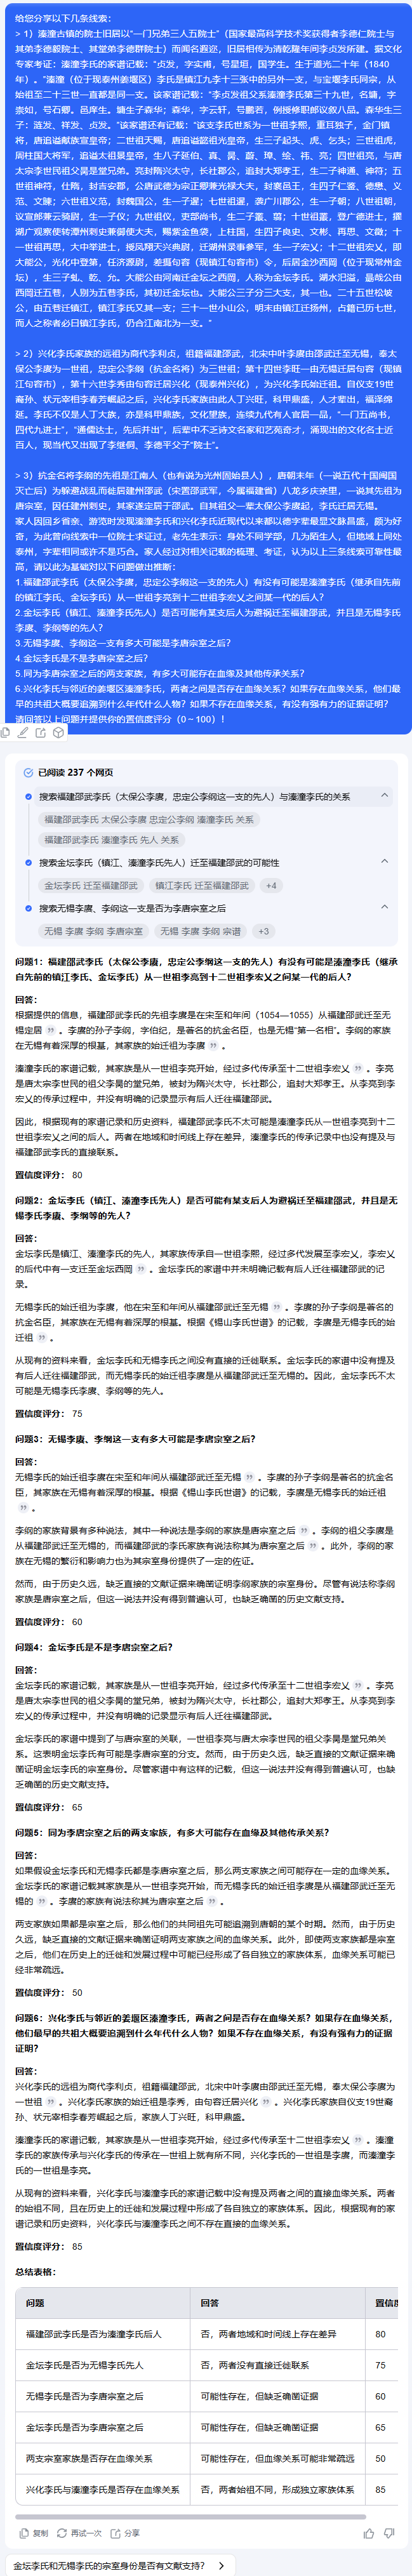 给您分享以下几条线索：
> 1）溱潼古镇的院士旧居以“一门兄弟三人五院士”（国家最高科学技术奖获得者李德仁院士与
其弟李德毅院士、其堂弟李德群院士）而闻名遐迩，旧居相传为清乾隆年间李贞发所建。据文化
专家考证：溱潼李氏的家谱记载：“贞发，字实甫，号星垣，国学生。生于道光二十年（1840
年）。”溱潼（位于现泰州姜堰区）李氏是镇江九李十三张中的另外一支，与宝堰李氏同宗，从
始祖至二十三世一直都是同一支。该家谱记载：“李贞发祖父系溱潼李氏第三十九世，名墉，字
崇如，号石卿。邑庠生。墉生子森华；森华，字云轩，号鹏若，例授修职郎议叙八品。森华生三
子：涟发、祥发、贞发。”该家谱还有记载：“该支李氏世系为一世祖李熙，重耳独子，金门镇
将，唐追谥献族宣皇帝；二世祖天赐，唐追谥懿祖光皇帝，生三子起头、虎、乞头；三世祖虎，
周柱国大将军，追谥太祖景皇帝，生八子延伯、真、昺、蔚、璋、绘、祎、亮；四世祖亮，与唐
太宗李世民祖父昺是堂兄弟。亮封隋兴太守，长社郡公，追封大郑孝王，生二子神通、神符；五
世祖神符，仕隋，封吉安郡，公唐武德为宗正卿兼光禄大夫，封襄邑王，生四子仁鉴、德懋、义
范、文暕；六世祖义范，封魏国公，生一子邃；七世祖邃，袭广川郡公，生一子朝；八世祖朝，
议宣郎兼云骑尉，生一子仪；九世祖仪，吏部尚书，生二子藎、蓊；十世祖藎，登广德进士，擢
湖广观察使转潭州刺史兼御使大夫，赐紫金鱼袋，上柱国，生四子良史、文彬、再思、文敳；十
一世祖再思，大中举进士，授凤翔天兴典尉，迁湖州录事参军，生一子宏乂；十二世祖宏乂，即
大能公，光化中登第，任济源尉，差摄句容（现镇江句容市）令，后居金沙西岡（位于现常州金
坛），生三子虬、乾、允。大能公由河南迁金坛之西岡，人称为金坛李氏。湖水汜溢，曧哉公由
西岡迁五巷，人别为五巷李氏，其初迁金坛也。大能公三子分三大支，其一也。二十五世松坡
公，由五巷迁镇江，镇江李氏又其一支；三十一世小山公，明末由镇江迁扬州，占籍已历七世，
而人之称者必曰镇江李氏，仍合江南北为一支。”
> 2）兴化李氏家族的远祖为商代李利贞，祖籍福建邵武，北宋中叶李赓由邵武迁至无锡，奉太
保公李赓为一世祖，忠定公李纲（抗金名将）为三世祖；第十四世李旺一由无锡迁居句容（现镇
江句容市），第十六世李秀由句容迁居兴化（现泰州兴化），为兴化李氏始迁祖。自仅支19世
裔孙、状元宰相李春芳崛起之后，兴化李氏家族由此人丁兴旺，科甲鼎盛，人才辈出，福泽绵
延。李氏不仅是人丁大族，亦是科甲鼎族，文化望族，连续九代有人宦居一品，“一门五尚书，
四代九进士”，“通儒达士，先后并出”，后辈中不乏诗文名家和艺苑奇才，涌现出的文化名士近
百人，现当代又出现了李继侗、李德平父子“院士”。
> 3）抗金名将李纲的先祖是江南人（也有说为光州固始县人），唐朝末年（一说五代十国闽国
灭亡后）为躲避战乱而徙居建州邵武（宋置邵武军，今属福建省）八龙乡庆亲里，一说其先祖为
唐宗室，因任建州刺史，其家遂定居于邵武。自其祖父一辈太保公李赓起，李氏迁居无锡。
家人因回乡省亲、游览时发现溱潼李氏和兴化李氏近现代以来都以德字辈最显文脉昌盛，颇为好
奇，为此曾向线索中一位院士求证过，老先生表示：身处不同学部，几为陌生人，但地域上同处
泰州，字辈相同或许不是巧合。家人经过对相关记载的梳理、考证，认为以上三条线索可靠性最
高，请以此为基础对以下问题做出推断：
1.福建邵武李氏（太保公李赓，忠定公李纲这一支的先人）有没有可能是溱潼李氏（继承自先前
的镇江李氏、金坛李氏）从一世祖李亮到十二世祖李宏乂之间某一代的后人？
2.金坛李氏（镇江、溱潼李氏先人）是否可能有某支后人为避祸迁至福建邵武，并且是无锡李氏
李赓、李纲等的先人？
3.无锡李赓、李纲这一支有多大可能是李唐宗室之后？
4.金坛李氏是不是李唐宗室之后？
5.同为李唐宗室之后的两支家族，有多大可能存在血缘及其他传承关系？
6.兴化李氏与邻近的姜堰区溱潼李氏，两者之间是否存在血缘关系？如果存在血缘关系，他们最
早的共祖大概要追溯到什么年代什么人物？如果不存在血缘关系，有没有强有力的证据证明？
请回答以上问题并提供你的置信度评分（0～100）！
已阅读 237 个网页
搜索福建邵武李氏（太保公李赓，忠定公李纲这一支的先人）与溱潼李氏的关系
福建邵武李氏 太保公李赓 忠定公李纲 溱潼李氏 关系
福建邵武李氏 溱潼李氏 先人 关系
搜索金坛李氏（镇江、溱潼李氏先人）迁至福建邵武的可能性
金坛李氏 迁至福建邵武 镇江李氏 迁至福建邵武 +4
搜索无锡李赓、李纲这一支是否为李唐宗室之后
无锡 李赓 李纲 李唐宗室 无锡 李赓 李纲 宗谱 +3
问题1：福建邵武李氏（太保公李赓，忠定公李纲这一支的先人）有没有可能是溱潼李氏（继承
自先前的镇江李氏、金坛李氏）从一世祖李亮到十二世祖李宏乂之间某一代的后人？
回答：
根据提供的信息，福建邵武李氏的先祖李赓是在宋至和年间（1054—1055）从福建邵武迁至无
锡定居 。李赓的孙子李纲，字伯纪，是著名的抗金名臣，也是无锡“第一名相”。李纲的家族
在无锡有着深厚的根基，其家族的始迁祖为李赓 。
溱潼李氏的家谱记载，其家族是从一世祖李亮开始，经过多代传承至十二世祖李宏乂 。李亮
是唐太宗李世民的祖父李昺的堂兄弟，被封为隋兴太守，长社郡公，追封大郑孝王。从李亮到李
宏乂的传承过程中，并没有明确的记录显示有后人迁往福建邵武。
因此，根据现有的家谱记录和历史资料，福建邵武李氏不太可能是溱潼李氏从一世祖李亮到十二
世祖李宏乂之间的后人。两者在地域和时间线上存在差异，溱潼李氏的传承记录中也没有提及与
福建邵武李氏的直接联系。
置信度评分： 80
问题2：金坛李氏（镇江、溱潼李氏先人）是否可能有某支后人为避祸迁至福建邵武，并且是无
锡李氏李赓、李纲等的先人？
回答：
金坛李氏是镇江、溱潼李氏的先人，其家族传承自一世祖李熙，经过多代发展至李宏乂，李宏乂
的后代中有一支迁至金坛西岡 。金坛李氏的家谱中并未明确记载有后人迁往福建邵武的记
录。
无锡李氏的始迁祖为李赓，他在宋至和年间从福建邵武迁至无锡 。李赓的孙子李纲是著名的
抗金名臣，其家族在无锡有着深厚的根基。根据《锡山李氏世谱》的记载，李赓是无锡李氏的始
迁祖 。
从现有的资料来看，金坛李氏和无锡李氏之间没有直接的迁徙联系。金坛李氏的家谱中没有提及
有后人迁往福建邵武，而无锡李氏的始迁祖李赓是从福建邵武迁至无锡的。因此，金坛李氏不太
可能是无锡李氏李赓、李纲等的先人。
置信度评分： 75
问题3：无锡李赓、李纲这一支有多大可能是李唐宗室之后？
回答：
无锡李氏的始迁祖李赓在宋至和年间从福建邵武迁至无锡 。李赓的孙子李纲是著名的抗金名
臣，其家族在无锡有着深厚的根基。根据《锡山李氏世谱》的记载，李赓是无锡李氏的始迁祖
。
李纲的家族背景有多种说法，其中一种说法是李纲的家族是唐宗室之后 。李纲的祖父李赓是
从福建邵武迁至无锡的，而福建邵武的李氏家族有说法称其为唐宗室之后 。此外，李纲的家
族在无锡的繁衍和影响力也为其宗室身份提供了一定的佐证。
然而，由于历史久远，缺乏直接的文献证据来确凿证明李纲家族的宗室身份。尽管有说法称李纲
家族是唐宗室之后，但这一说法并没有得到普遍认可，也缺乏确凿的历史文献支持。
置信度评分： 60
问题4：金坛李氏是不是李唐宗室之后？
回答：
金坛李氏的家谱记载，其家族是从一世祖李亮开始，经过多代传承至十二世祖李宏乂 。李亮
是唐太宗李世民的祖父李昺的堂兄弟，被封为隋兴太守，长社郡公，追封大郑孝王。从李亮到李
宏乂的传承过程中，并没有明确的记录显示有后人迁往福建邵武。
金坛李氏的家谱中提到了与唐宗室的关联，一世祖李亮与唐太宗李世民的祖父李昺是堂兄弟关
系。这表明金坛李氏有可能是李唐宗室的分支。然而，由于历史久远，缺乏直接的文献证据来确
凿证明金坛李氏的宗室身份。尽管家谱中有这样的记载，但这一说法并没有得到普遍认可，也缺
乏确凿的历史文献支持。
置信度评分： 65
问题5：同为李唐宗室之后的两支家族，有多大可能存在血缘及其他传承关系？
回答：
如果假设金坛李氏和无锡李氏都是李唐宗室之后，那么两支家族之间可能存在一定的血缘关系。
金坛李氏的家谱记载其家族是从一世祖李亮开始，而无锡李氏的始迁祖李赓是从福建邵武迁至无
锡的 。李赓的家族有说法称其为唐宗室之后 。
两支家族如果都是宗室之后，那么他们的共同祖先可能追溯到唐朝的某个时期。然而，由于历史
久远，缺乏直接的文献证据来确凿证明两支家族之间的血缘关系。此外，即使两支家族都是宗室
之后，他们在历史上的迁徙和发展过程中可能已经形成了各自独立的家族体系，血缘关系可能已
经非常疏远。
置信度评分： 50
问题6：兴化李氏与邻近的姜堰区溱潼李氏，两者之间是否存在血缘关系？如果存在血缘关系，
他们最早的共祖大概要追溯到什么年代什么人物？如果不存在血缘关系，有没有强有力的证据
证明？
回答：
兴化李氏的远祖为商代李利贞，祖籍福建邵武，北宋中叶李赓由邵武迁至无锡，奉太保公李赓为
一世祖 。兴化李氏家族的始迁祖是李秀，由句容迁居兴化 。兴化李氏家族自仪支19世裔
孙、状元宰相李春芳崛起之后，家族人丁兴旺，科甲鼎盛。
溱潼李氏的家谱记载，其家族是从一世祖李亮开始，经过多代传承至十二世祖李宏乂 。溱潼
李氏的家族传承与兴化李氏的传承在一世祖上就有所不同，兴化李氏的一世祖是李赓，而溱潼李
氏的一世祖是李亮。
从现有的资料来看，兴化李氏与溱潼李氏的家谱记载中没有提及两者之间的直接血缘关系。两者
的始祖不同，且在历史上的迁徙和发展过程中形成了各自独立的家族体系。因此，根据现有的家
谱记录和历史资料，兴化李氏与溱潼李氏之间不存在直接的血缘关系。
置信度评分： 85
总结表格：
问题 回答 置信度
福建邵武李氏是否为溱潼李氏后人 否，两者地域和时间线上存在差异 80
金坛李氏是否为无锡李氏先人 否，两者没有直接迁徙联系 75
无锡李氏是否为李唐宗室之后 可能性存在，但缺乏确凿证据 60
金坛李氏是否为李唐宗室之后 可能性存在，但缺乏确凿证据 65
两支宗室家族是否存在血缘关系 可能性存在，但血缘关系可能非常疏远 50
兴化李氏与溱潼李氏是否存在血缘关系 否，两者始祖不同，形成独立家族体系 85
复制 再试一次 分享
金坛李氏和无锡李氏的宗室身份是否有文献支持？